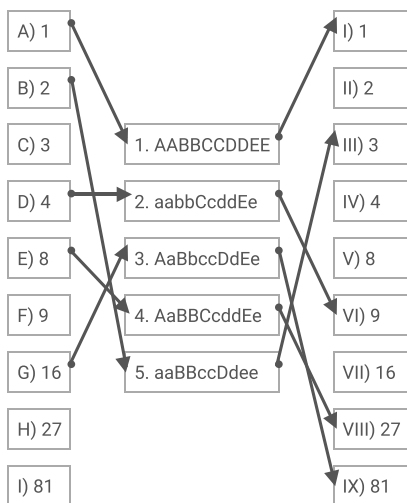 A) 1
B) 2
C) 3
D) 4
E) 8
F) 9
G) 16
H) 27
I) 81
1. AABBCCDDEE
2. aabbCcddEe
3. AaBbccDdEe
4. AaBBCcddEe
5. aaBBccDdee
I) 1
II) 2
III) 3
IV) 4
V) 8
VI) 9
VII) 16
VIII) 27
IX) 81